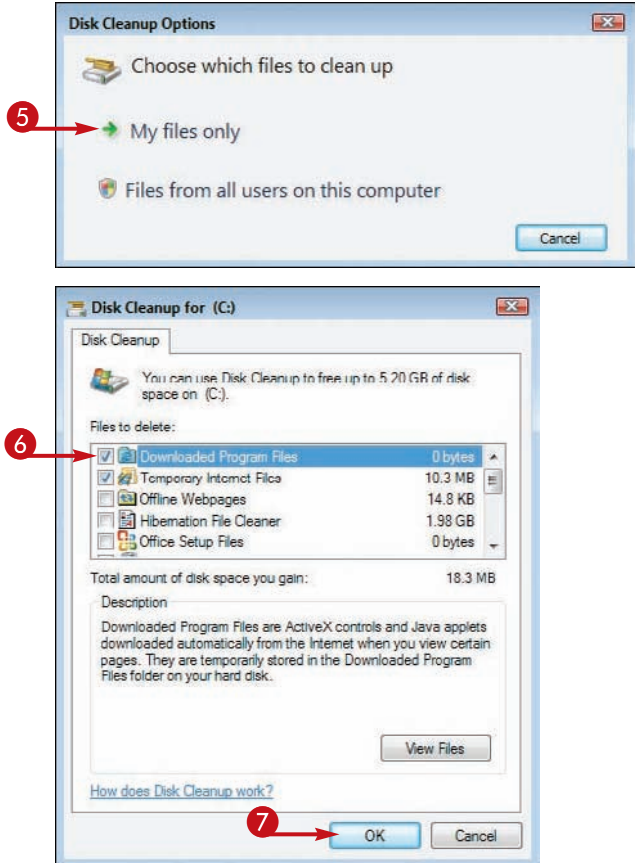 Disk Cleanup Options
Choose which files to clean up
5
My files only
Files from all users on this computer
Cancel
Disk Cleanup for (C:)
Disk Cleanup
You can use Disk Cleanup to free up to 5.20 GB of disk
space on (C:).
Files to delete:
6
Downloaded Program Files 0 bytes
Temporary Internet Files 10.3 MB
Offline Webpages 14.8 KB
Hibernation File Cleaner 1.98 GB
Office Setup Files 0 bytes
Total amount of disk space you gain: 18.3 MB
Description
Downloaded Program Files are ActiveX controls and Java applets
downloaded automatically from the Internet when you view certain
pages. They are temporarily stored in the Downloaded Program
Files folder on your hard disk.
View Files
How does Disk Cleanup work?
7
OK Cancel